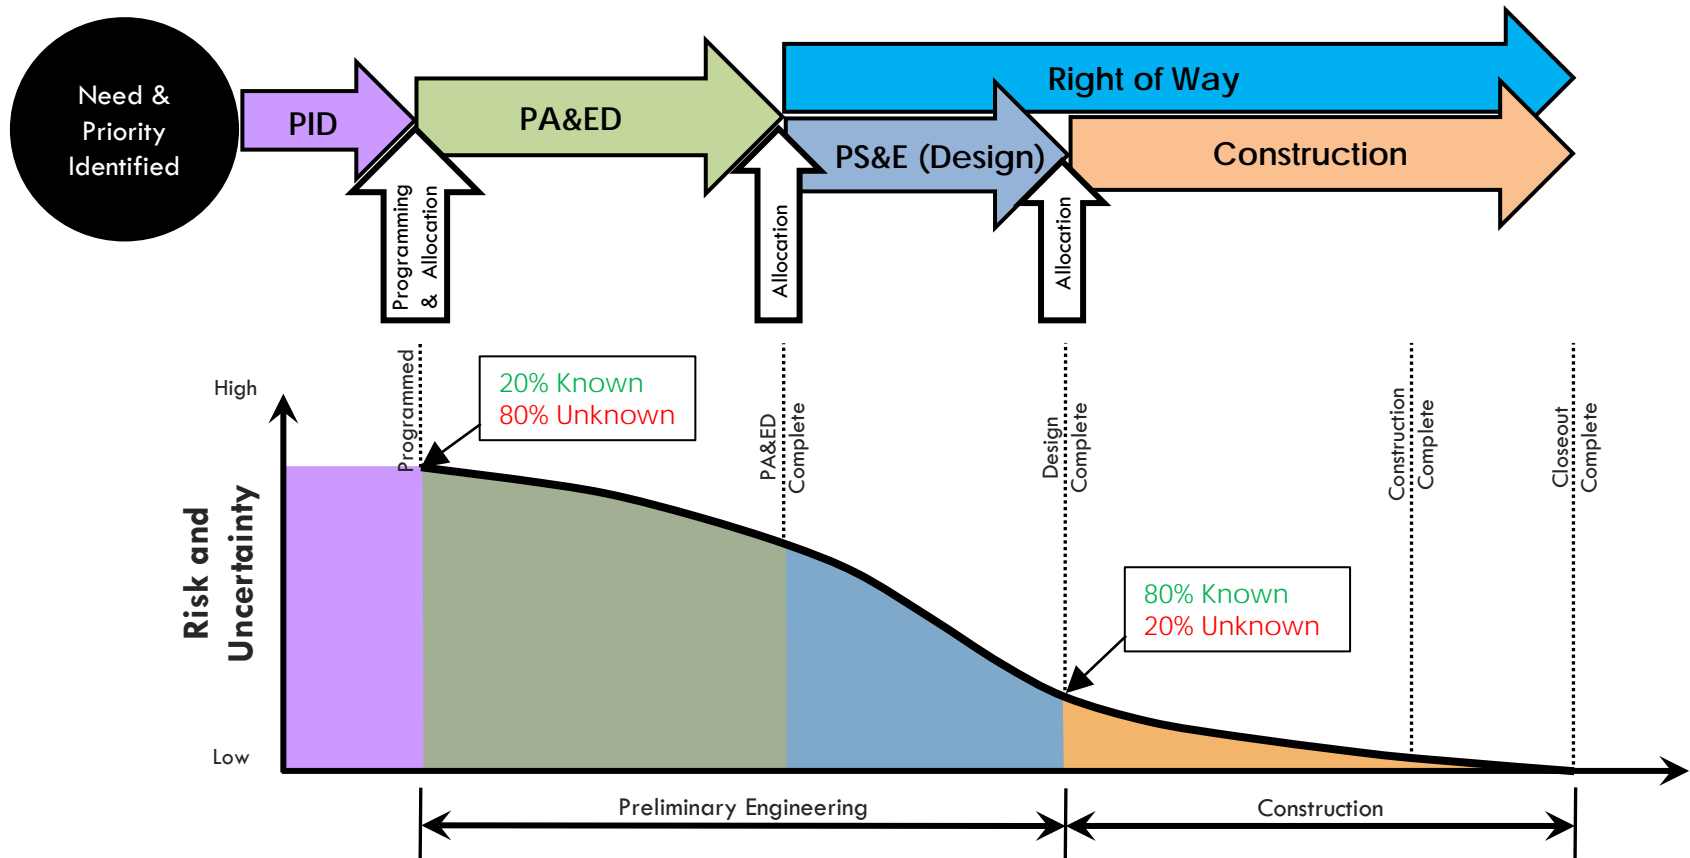 Need &
Priority
Identified
PID
PA&ED
Right of Way
PS&E (Design)
Construction
Programming
& Allocation
Allocation
Allocation
High
Low
Risk and
Uncertainty
Programmed
20% Known
80% Unknown
PA&ED
Complete
Design
Complete
80% Known
20% Unknown
Construction
Complete
Closeout
Complete
Preliminary Engineering
Construction